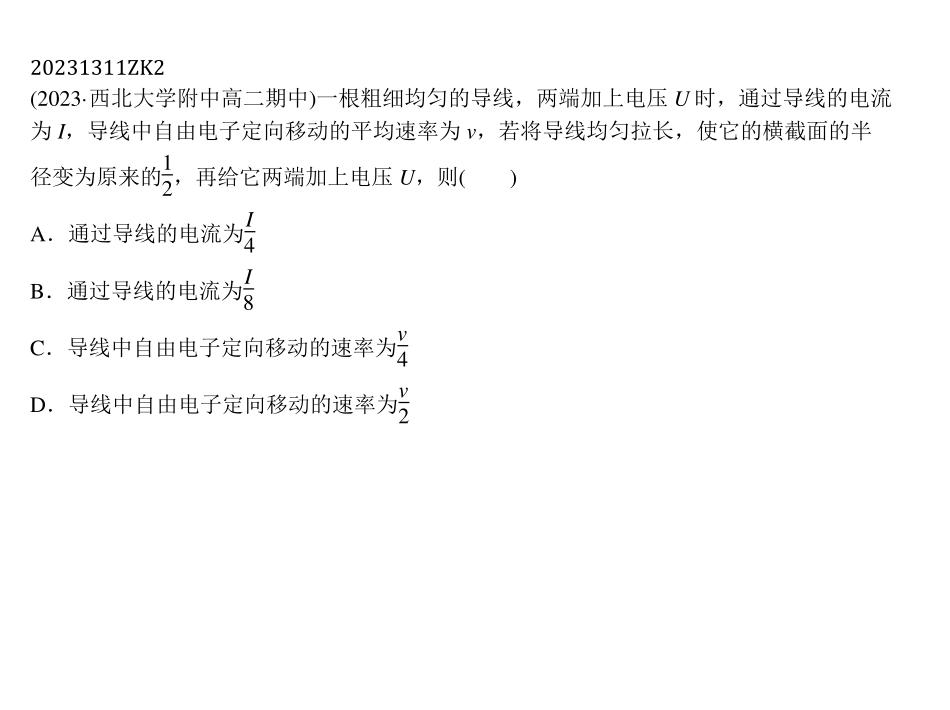 20231311ZK2
(2023·西北大学附中高二期中)一根粗细均匀的导线，两端加上电压 U 时，通过导线的电流
为 I，导线中自由电子定向移动的平均速率为 v，若将导线均匀拉长，使它的横截面的半
径变为原来的1/2，再给它两端加上电压 U，则(　　)
A．通过导线的电流为I/4
B．通过导线的电流为I/8
C．导线中自由电子定向移动的速率为v/4
D．导线中自由电子定向移动的速率为v/2